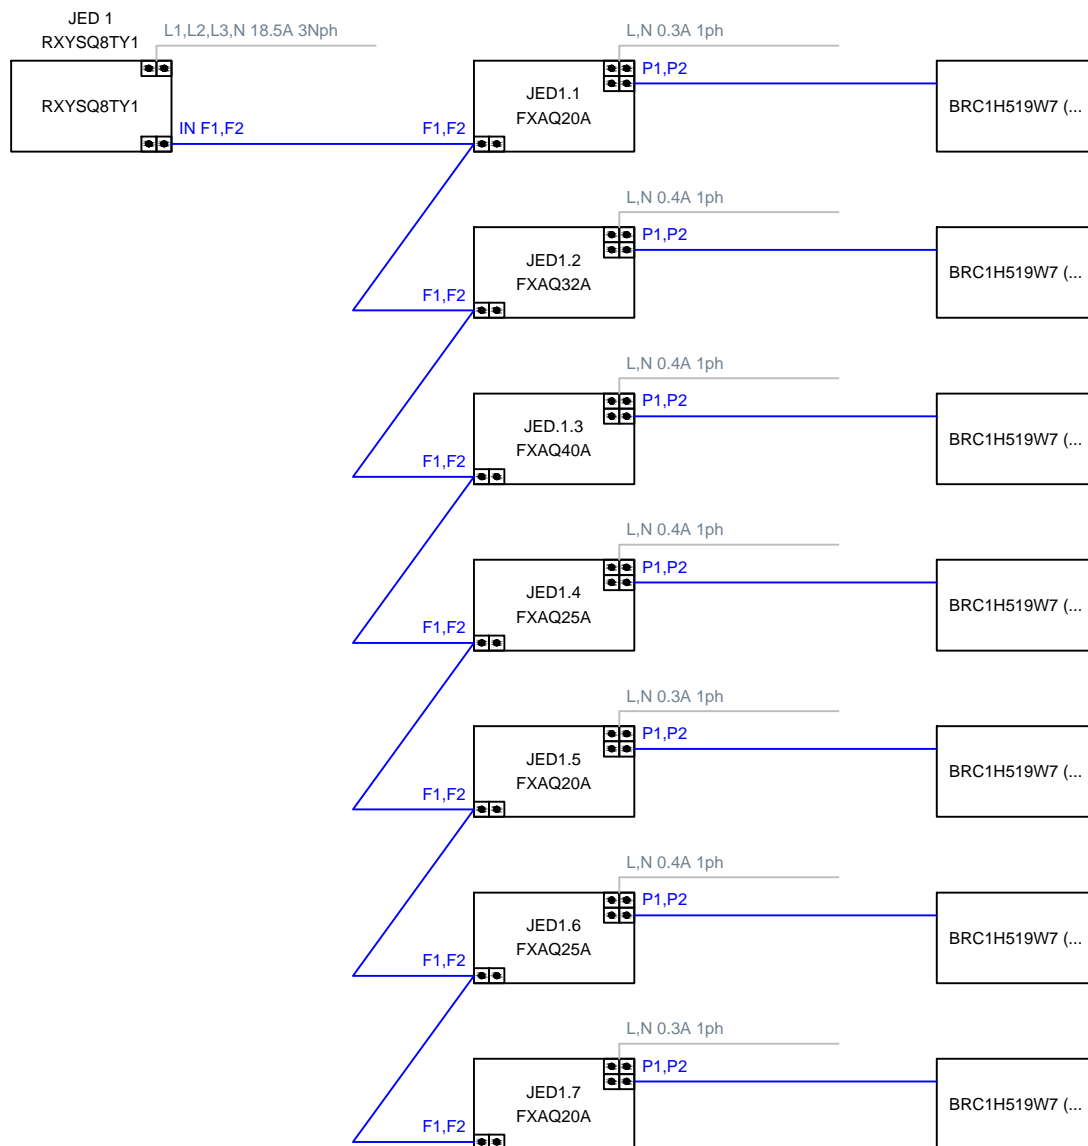 JED 1
RXYSQ8TY1
L1,L2,L3,N 18.5A 3Nph
RXYSQ8TY1
IN F1,F2
L,N 0.3A 1ph
F1,F2
JED1.1
FXAQ20A
P1,P2
BRC1H519W7 (...
L,N 0.4A 1ph
F1,F2
JED1.2
FXAQ32A
P1,P2
BRC1H519W7 (...
L,N 0.4A 1ph
F1,F2
JED.1.3
FXAQ40A
P1,P2
BRC1H519W7 (...
L,N 0.4A 1ph
F1,F2
JED1.4
FXAQ25A
P1,P2
BRC1H519W7 (...
L,N 0.3A 1ph
F1,F2
JED1.5
FXAQ20A
P1,P2
BRC1H519W7 (...
L,N 0.4A 1ph
F1,F2
JED1.6
FXAQ25A
P1,P2
BRC1H519W7 (...
L,N 0.3A 1ph
F1,F2
JED1.7
FXAQ20A
P1,P2
BRC1H519W7 (...